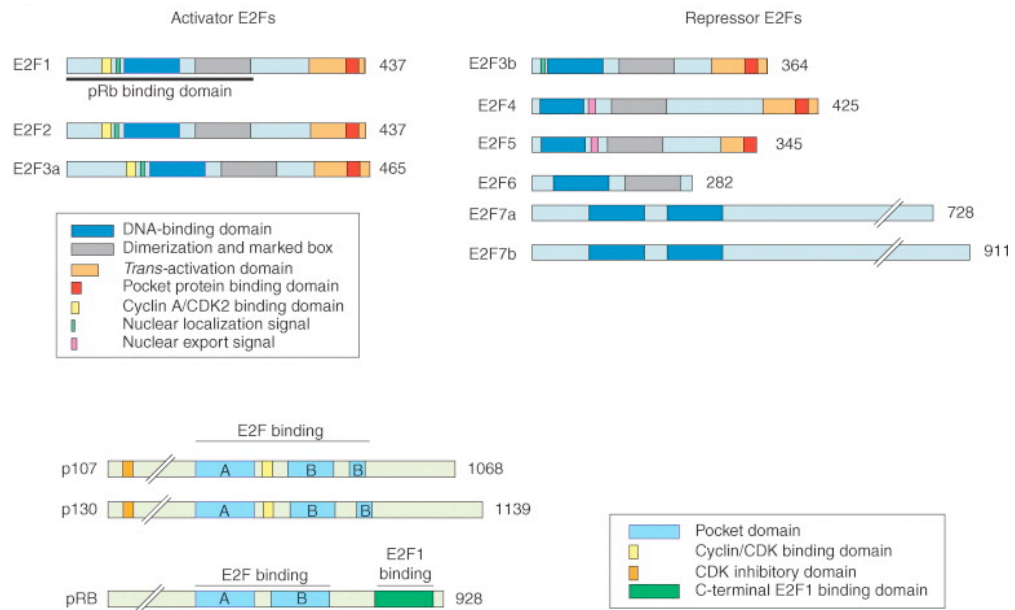 Activator E2Fs
E2F1 437
pRb binding domain
E2F2 437
E2F3a 465
DNA-binding domain
Dimerization and marked box
Trans-activation domain
Pocket protein binding domain
Cyclin A/CDK2 binding domain
Nuclear localization signal
Nuclear export signal
Repressor E2Fs
E2F3b 364
E2F4 425
E2F5 345
E2F6 282
E2F7a 728
E2F7b 911
E2F binding
p107 A B B 1068
p130 A B B 1139
E2F binding
E2F1
binding
pRB A B 928
Pocket domain
Cyclin/CDK binding domain
CDK inhibitory domain
C-terminal E2F1 binding domain